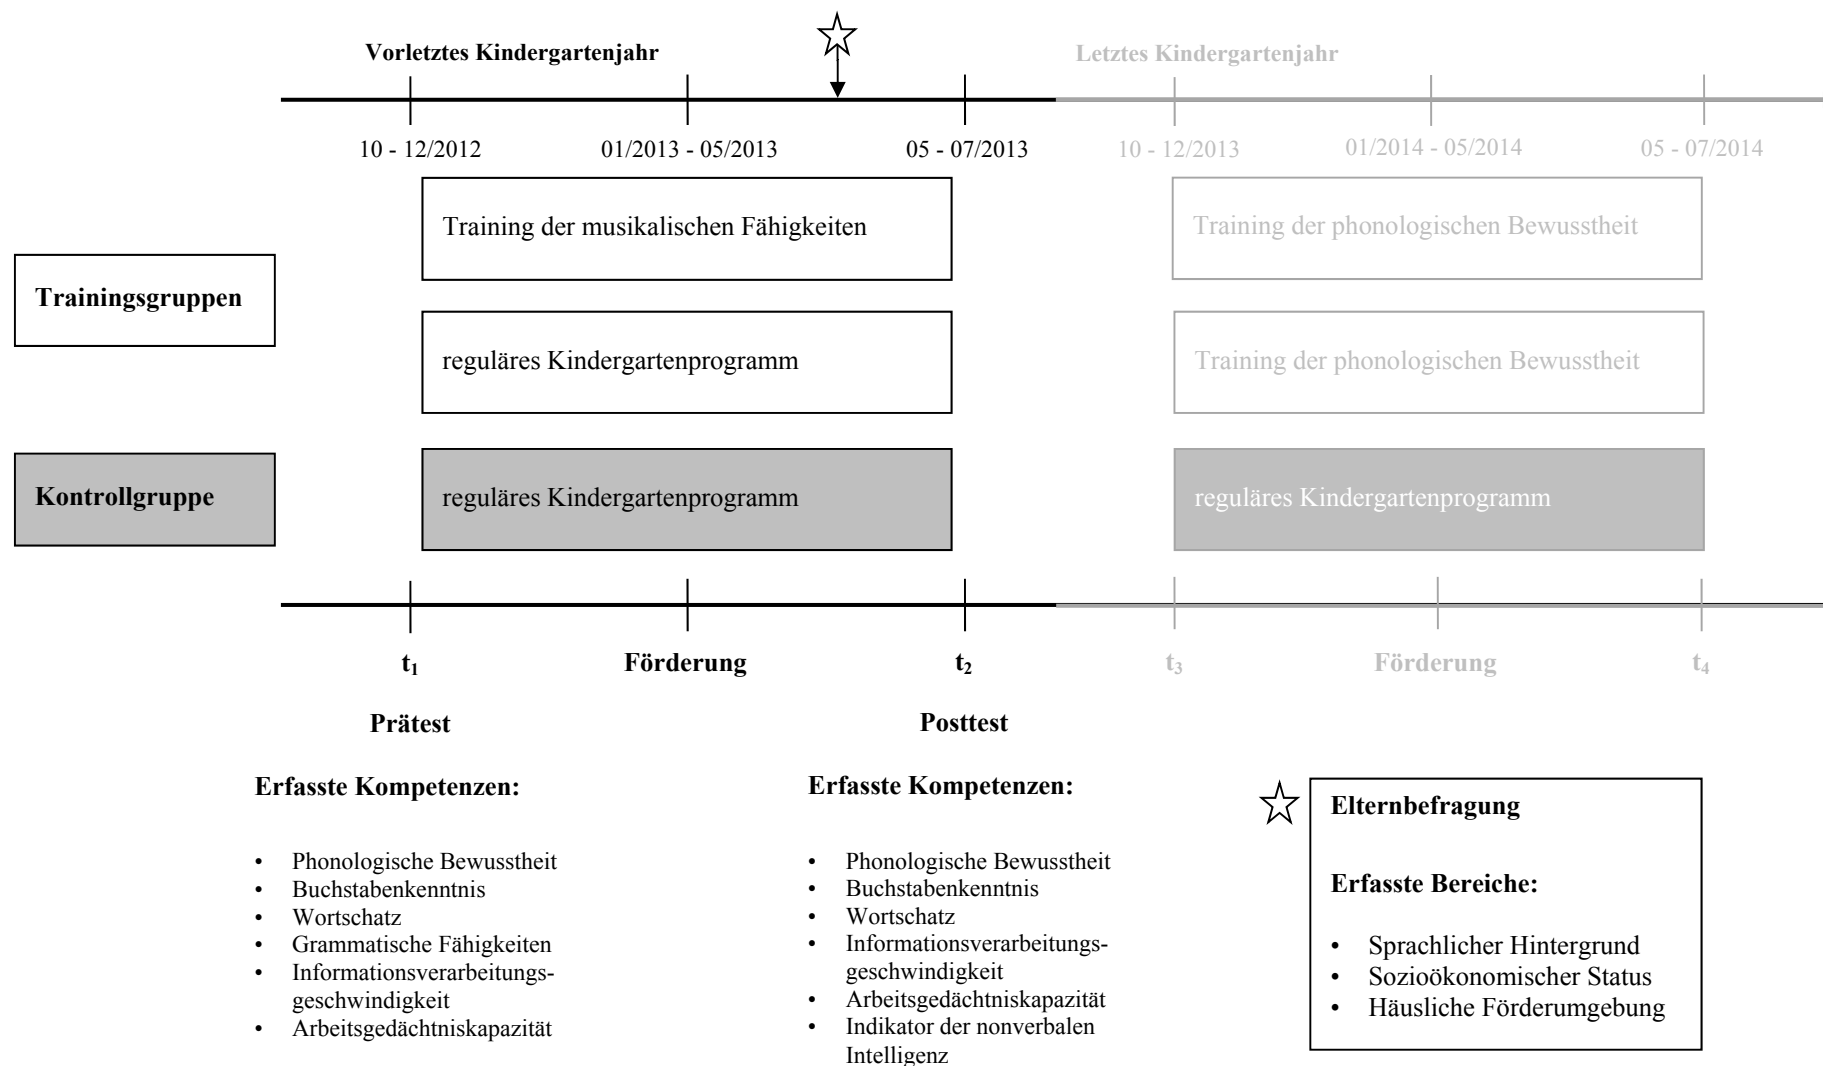 Vorletztes Kindergartenjahr
Letztes Kindergartenjahr
10 - 12/2012
01/2013 - 05/2013
05 - 07/2013
10 - 12/2013
01/2014 - 05/2014
05 - 07/2014
Trainingsgruppen
Training der musikalischen Fähigkeiten
Training der phonologischen Bewusstheit
reguläres Kindergartenprogramm
Training der phonologischen Bewusstheit
Kontrollgruppe
reguläres Kindergartenprogramm
reguläres Kindergartenprogramm
t1
Förderung
t2
t3
Förderung
t4
Prätest
Erfasste Kompetenzen:
• Phonologische Bewusstheit
• Buchstabenkenntnis
• Wortschatz
• Grammatische Fähigkeiten
• Informationsverarbeitungs-
geschwindigkeit
• Arbeitsgedächtniskapazität
Posttest
Erfasste Kompetenzen:
• Phonologische Bewusstheit
• Buchstabenkenntnis
• Wortschatz
• Informationsverarbeitungs-
geschwindigkeit
• Arbeitsgedächtniskapazität
• Indikator der nonverbalen
Intelligenz
Elternbefragung
Erfasste Bereiche:
• Sprachlicher Hintergrund
• Sozioökonomischer Status
• Häusliche Förderumgebung